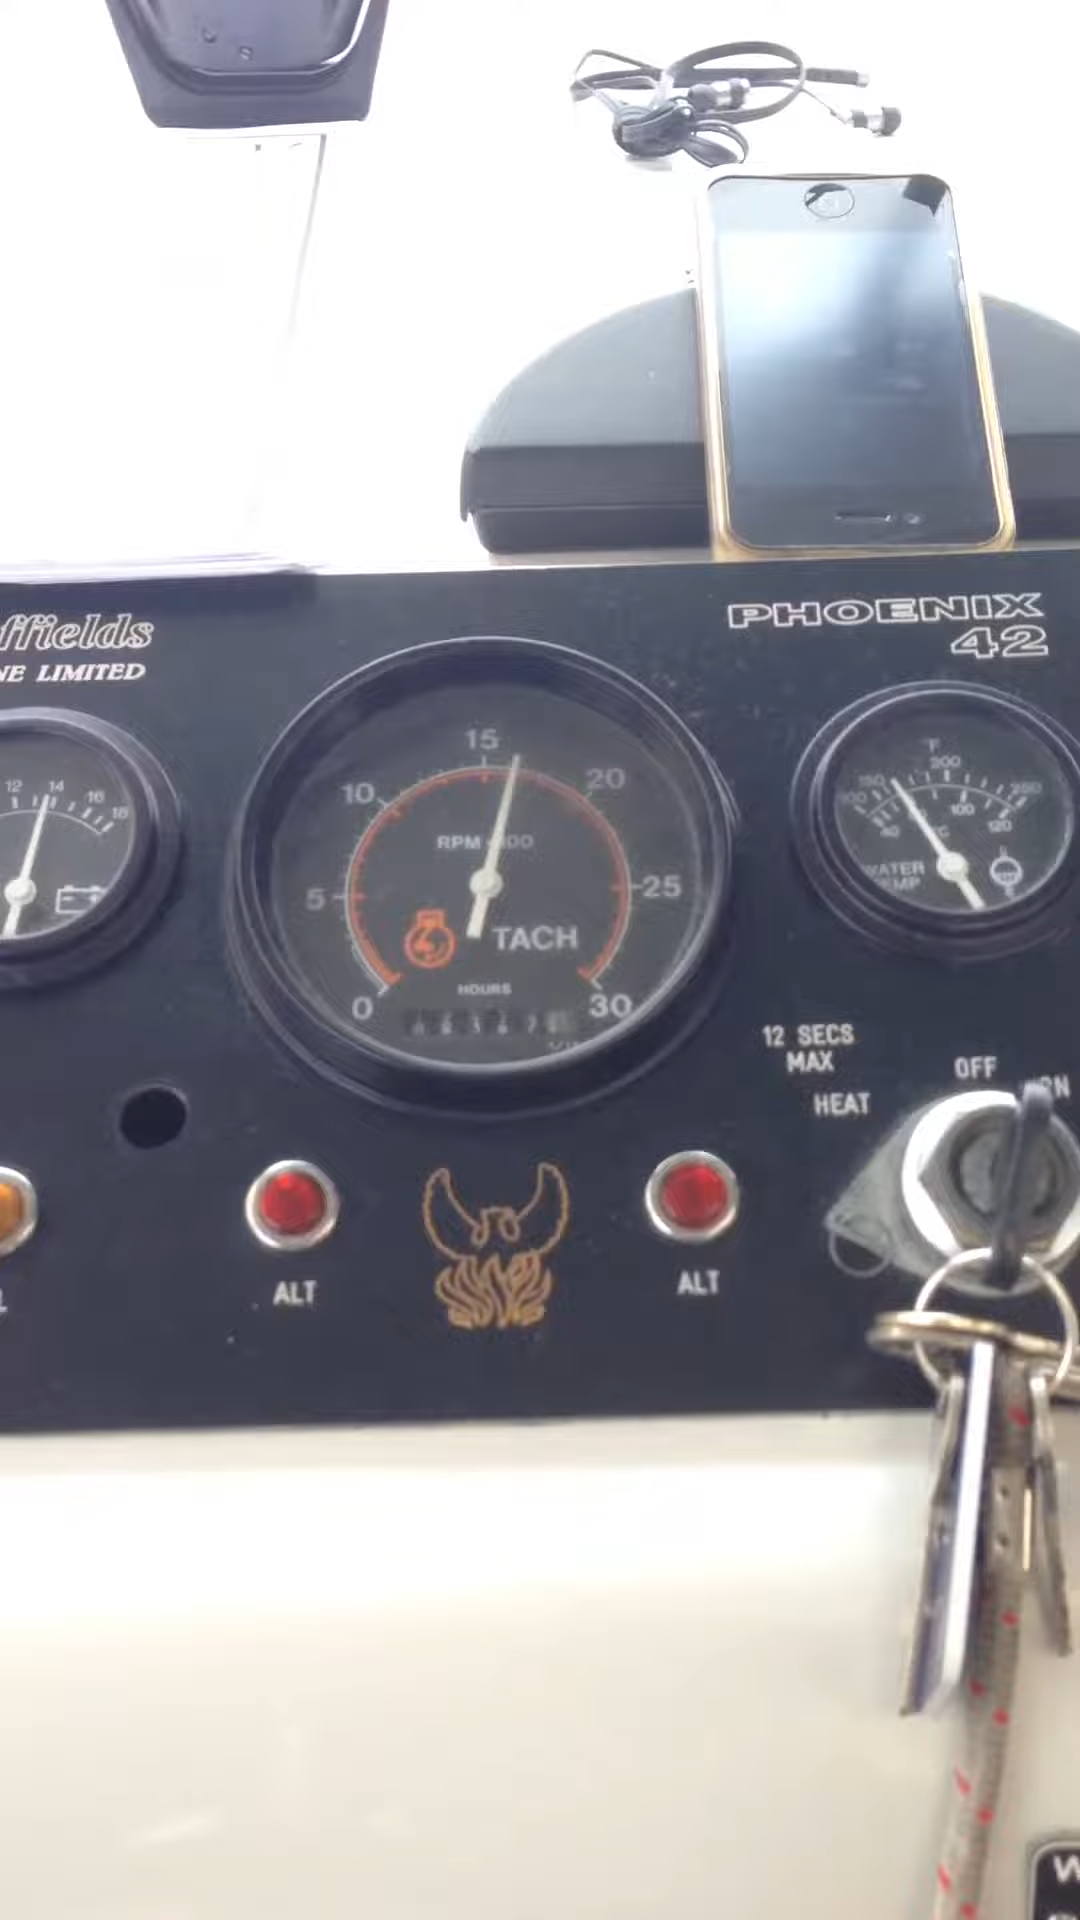 ffields
NE LIMITED
PHOENIX
42
12 14 16 18
15
10 20
RPM
5 25
TACH
HOURS
0 30
°F
150 200 250
100
40 °C 100 120
WATER
TEMP
12 SECS
MAX
HEAT
OFF
ALT
ALT
L
W